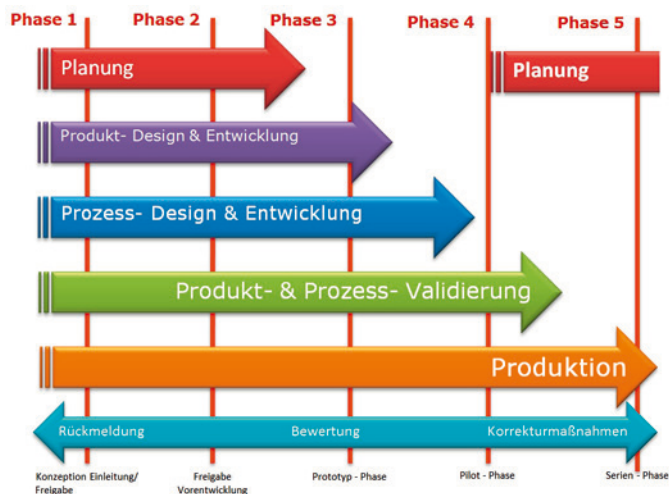 Phase 1 Phase 2 Phase 3 Phase 4 Phase 5
Planung Planung
Produkt- Design & Entwicklung
Prozess- Design & Entwicklung
Produkt- & Prozess- Validierung
Produktion
Rückmeldung Bewertung Korrekturmaßnahmen
Konzeption Einleitung/
Freigabe
Freigabe
Vorentwicklung
Prototyp - Phase
Pilot - Phase
Serien - Phase